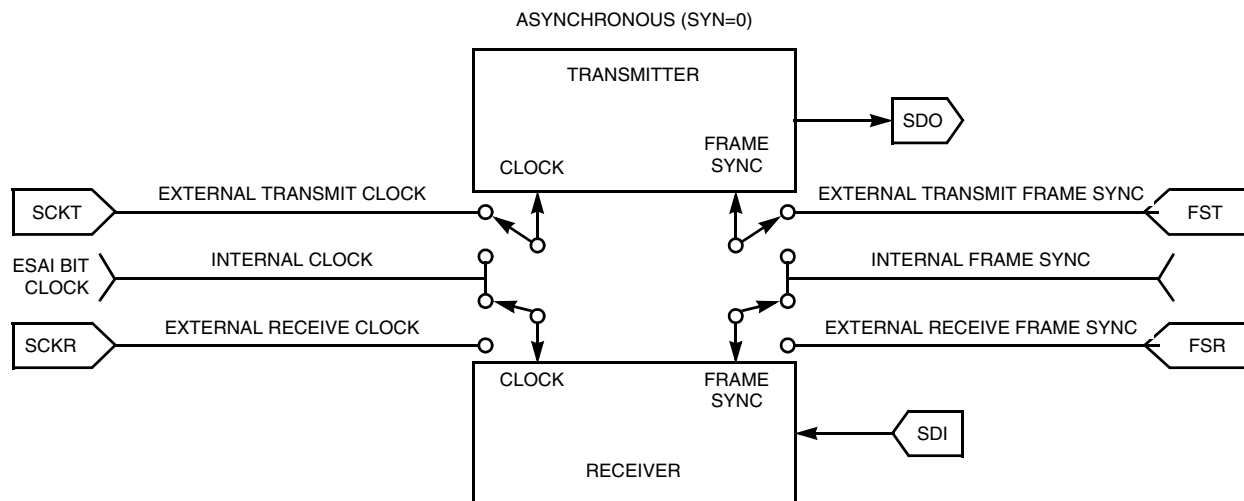 ASYNCHRONOUS (SYN=0)
TRANSMITTER
SDO
CLOCK
FRAME
SYNC
SCKT
EXTERNAL TRANSMIT CLOCK
EXTERNAL TRANSMIT FRAME SYNC
FST
ESAI BIT
CLOCK
INTERNAL CLOCK
INTERNAL FRAME SYNC
SCKR
EXTERNAL RECEIVE CLOCK
EXTERNAL RECEIVE FRAME SYNC
FSR
CLOCK
FRAME
SYNC
SDI
RECEIVER